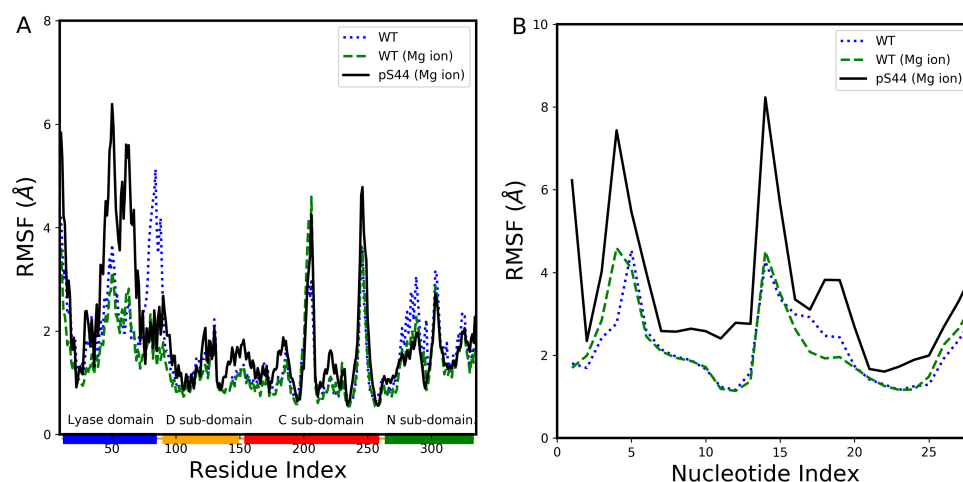 A
8
6
4
2
0
RMSF (Å)
WT
WT (Mg ion)
pS44 (Mg ion)
Lyase domain
D sub-domain
C sub-domain
N sub-domain
50
100
150
200
250
300
Residue Index
B
10
8
6
4
2
0
RMSF (Å)
WT
WT (Mg ion)
pS44 (Mg ion)
0
5
10
15
20
25
Nucleotide Index